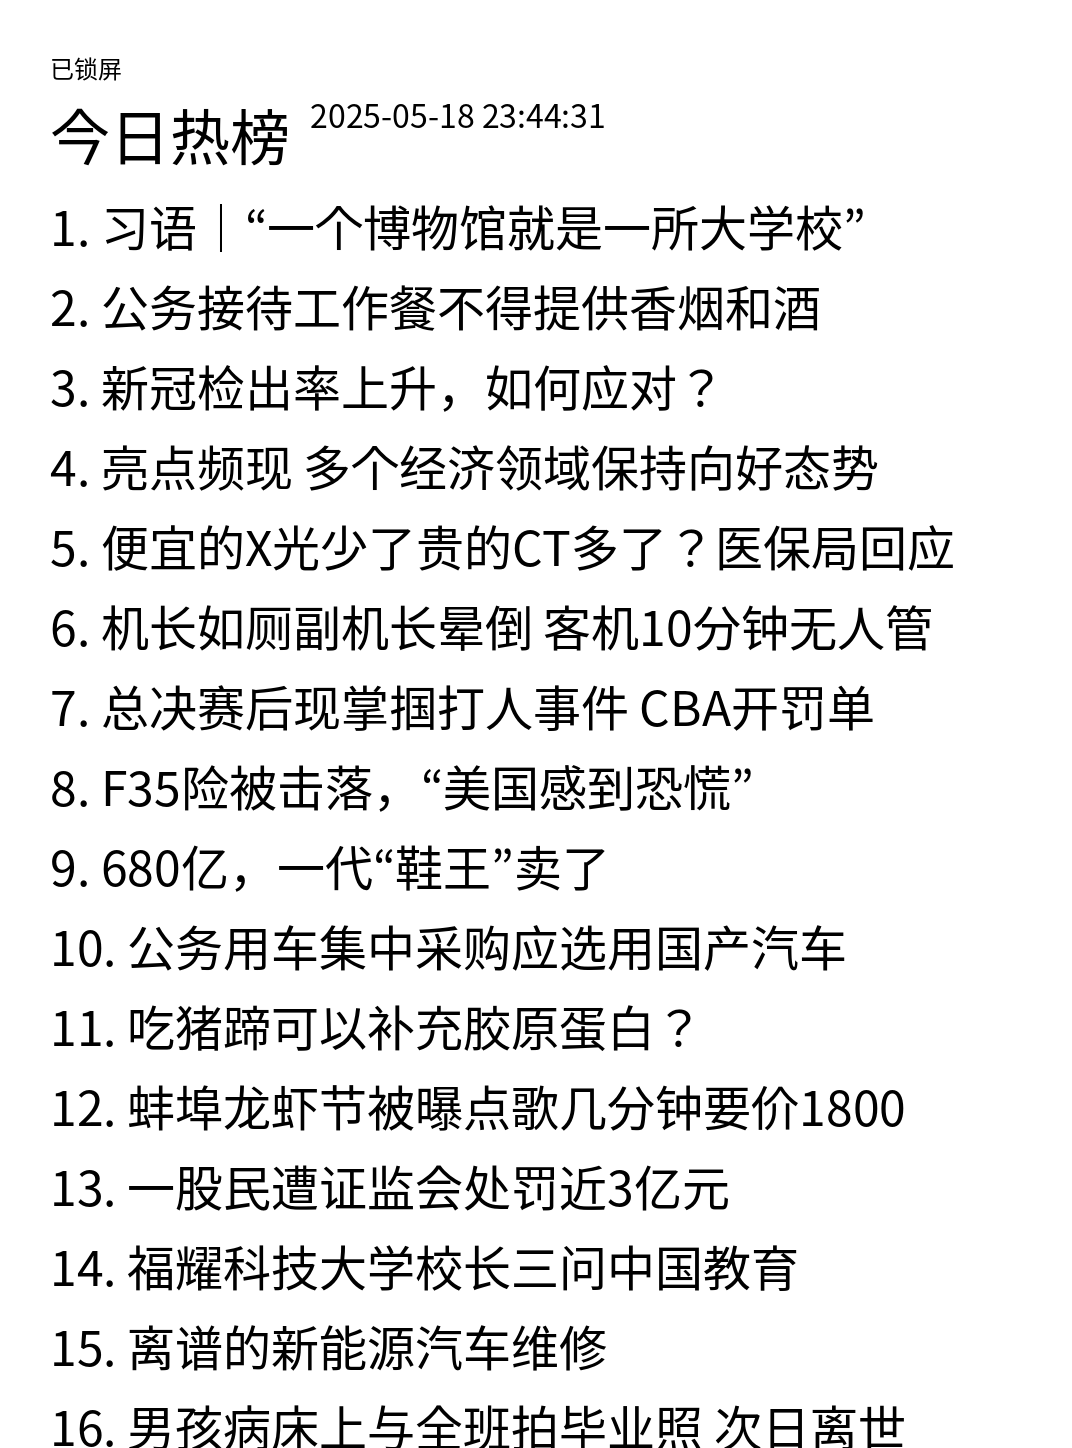 已锁屏
今日热榜 2025-05-18 23:44:31
1. 习语｜“一个博物馆就是一所大学校”
2. 公务接待工作餐不得提供香烟和酒
3. 新冠检出率上升，如何应对？
4. 亮点频现 多个经济领域保持向好态势
5. 便宜的X光少了贵的CT多了？医保局回应
6. 机长如厕副机长晕倒 客机10分钟无人管
7. 总决赛后现掌掴打人事件 CBA开罚单
8. F35险被击落，“美国感到恐慌”
9. 680亿，一代“鞋王”卖了
10. 公务用车集中采购应选用国产汽车
11. 吃猪蹄可以补充胶原蛋白？
12. 蚌埠龙虾节被曝点歌几分钟要价1800
13. 一股民遭证监会处罚近3亿元
14. 福耀科技大学校长三问中国教育
15. 离谱的新能源汽车维修
16. 男孩病床上与全班拍毕业照 次日离世